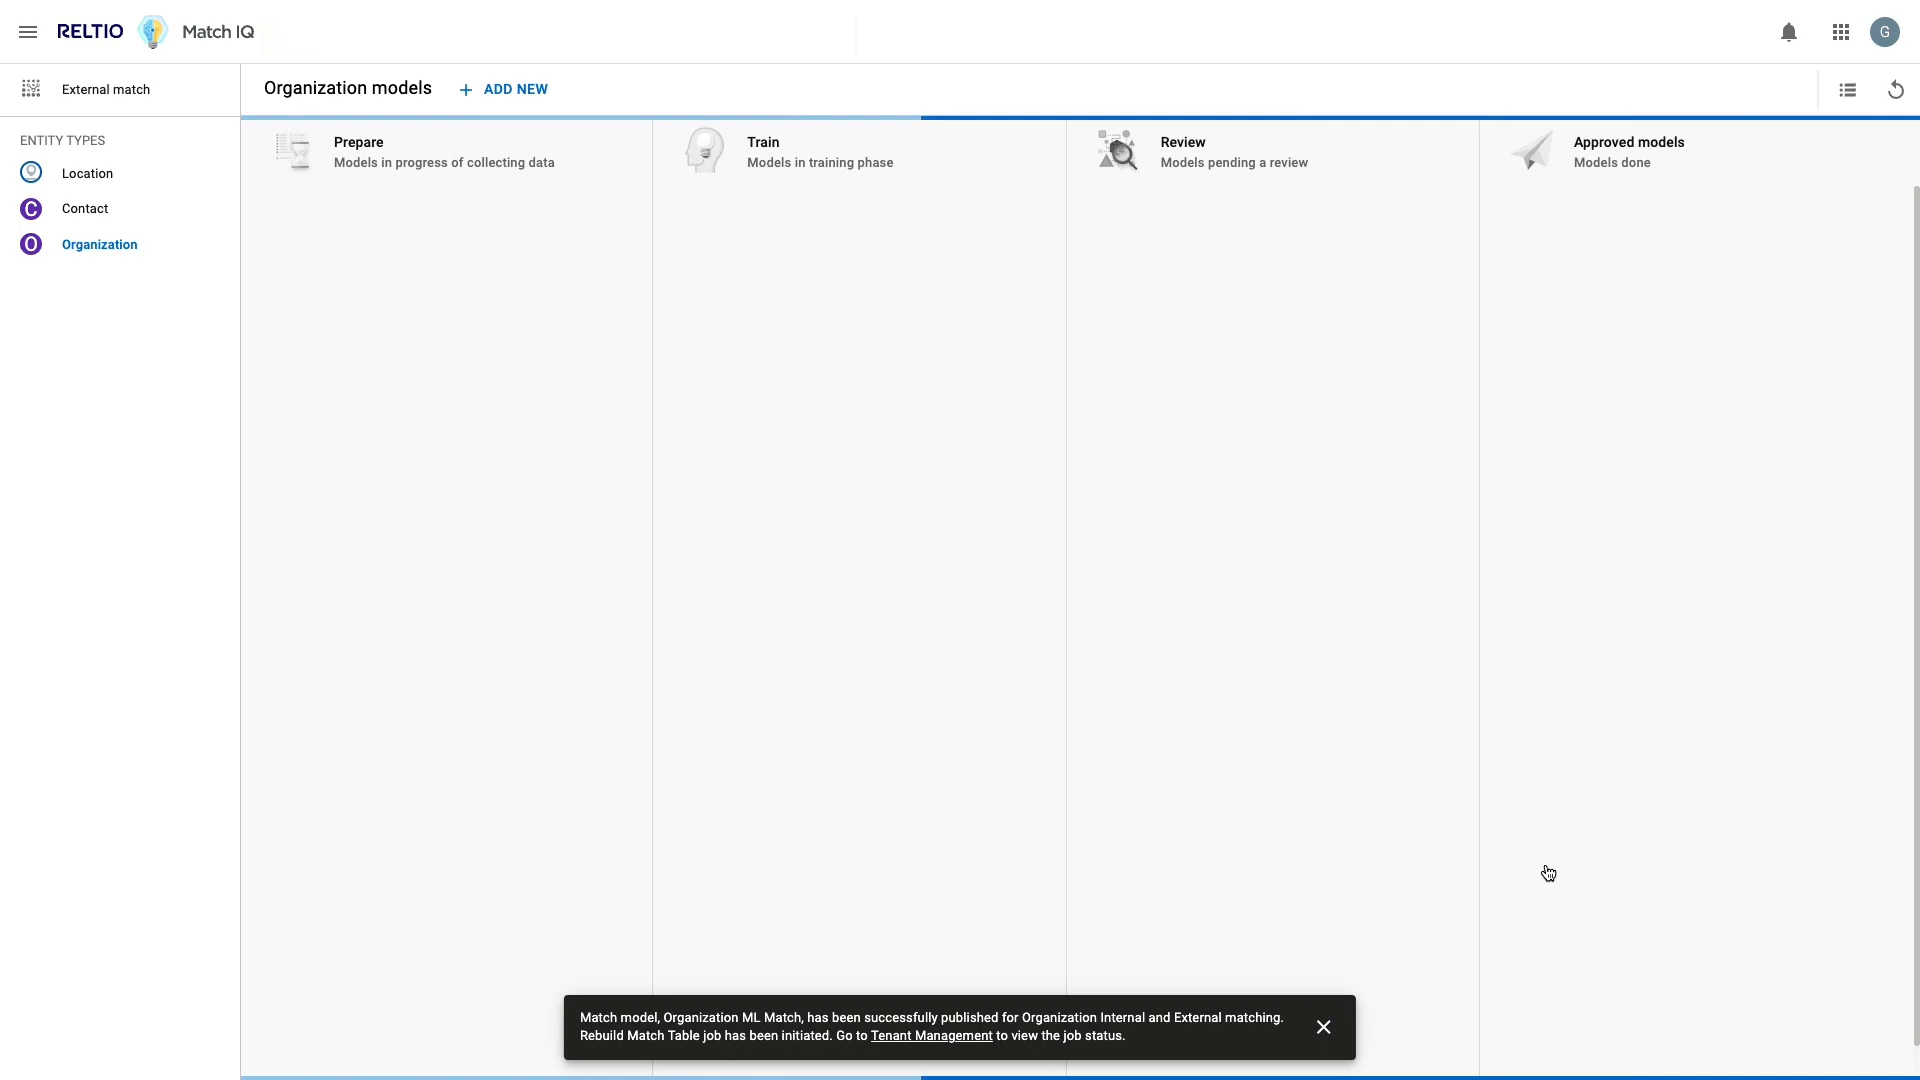 RELTIO Match IQ
G
External match
Organization models
+ ADD NEW
ENTITY TYPES
Location
C Contact
O Organization
Prepare
Models in progress of collecting data
Train
Models in training phase
Review
Models pending a review
Approved models
Models done
Match model, Organization ML Match, has been successfully published for Organization Internal and External matching.
Rebuild Match Table job has been initiated. Go to Tenant Management to view the job status.